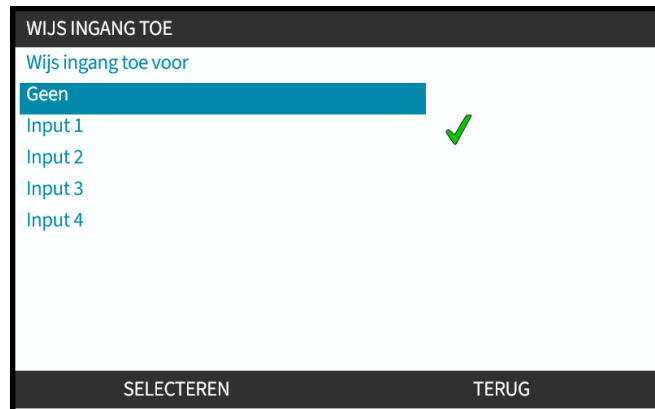 WIJS INGANG TOE
Wijs ingang toe voor
Geen
Input 1
Input 2
Input 3
Input 4
SELECTEREN TERUG